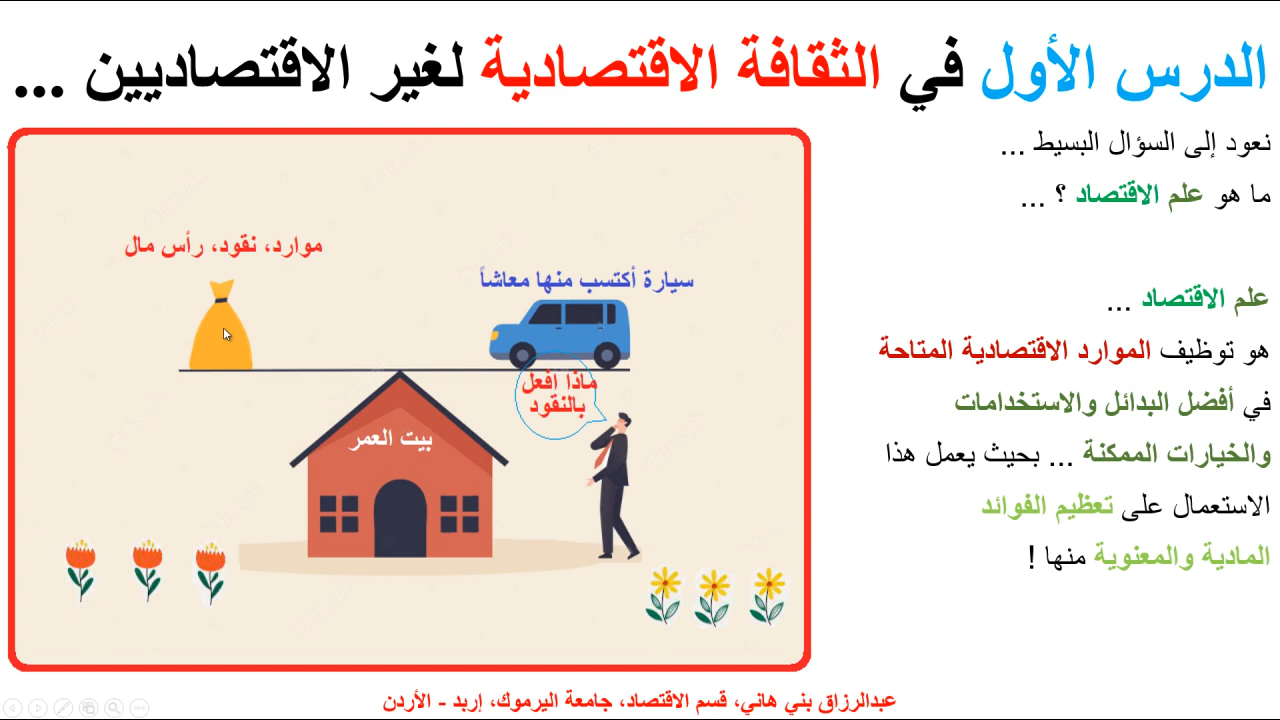 الدرس الأول في الثقافة الاقتصادية لغير الاقتصاديين ...
نعود إلى السؤال البسيط ...
ما هو علم الاقتصاد ؟ ...
علم الاقتصاد ...
هو توظيف الموارد الاقتصادية المتاحة
في أفضل البدائل والاستخدامات
والخيارات الممكنة ... بحيث يعمل هذا
الاستعمال على تعظيم الفوائد
المادية والمعنوية منها !
موارد، نقود، رأس مال
سيارة أكتسب منها معاشاً
ماذا افعل
بالنقود
بيت العمر
عبدالرزاق بني هاني، قسم الاقتصاد، جامعة اليرموك، إربد - الأردن